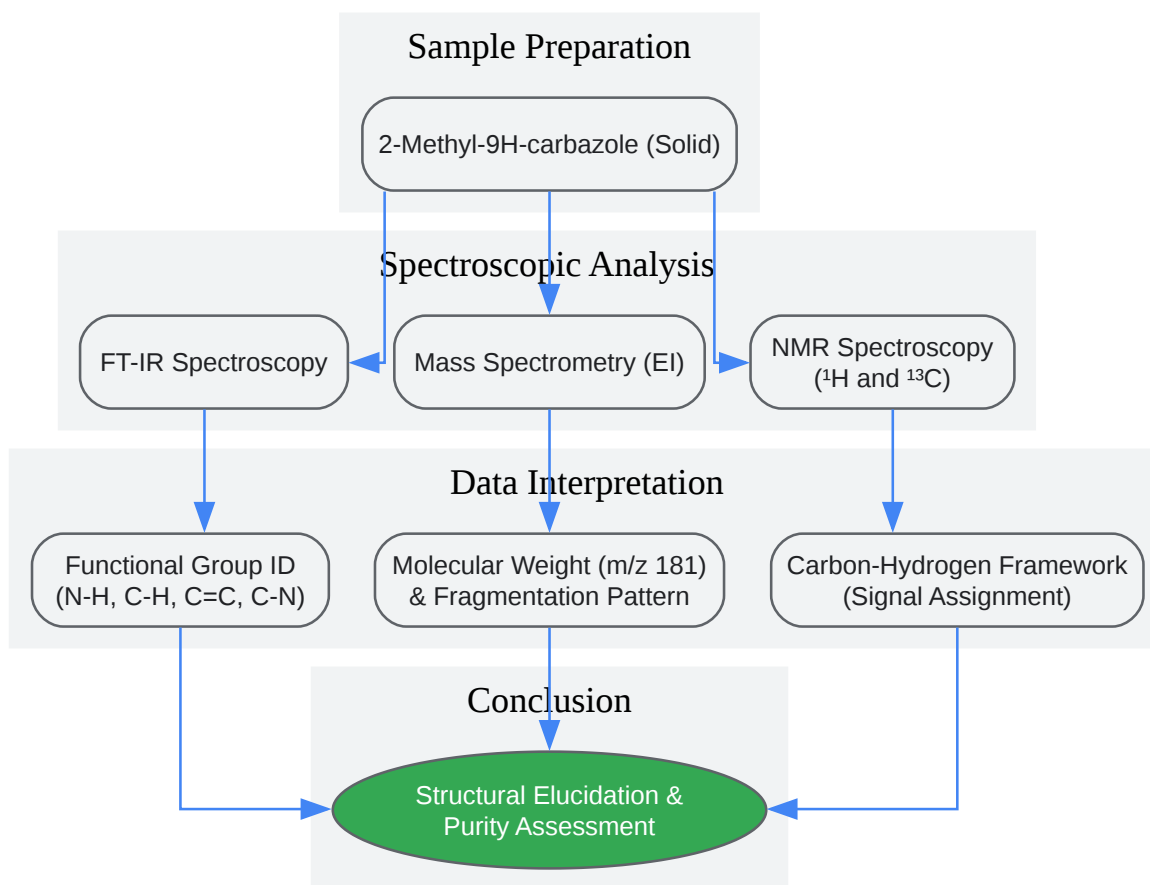 Sample Preparation
2-Methyl-9H-carbazole (Solid)
Spectroscopic Analysis
FT-IR Spectroscopy
Mass Spectrometry (EI)
NMR Spectroscopy
(¹H and ¹³C)
Data Interpretation
Functional Group ID
(N-H, C-H, C=C, C-N)
Molecular Weight (m/z 181)
& Fragmentation Pattern
Carbon-Hydrogen Framework
(Signal Assignment)
Conclusion
Structural Elucidation &
Purity Assessment